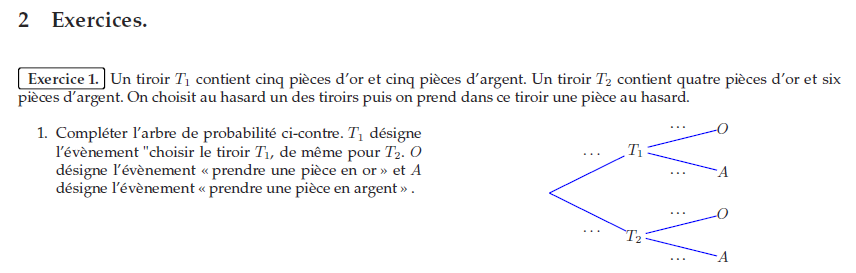 2 Exercices.
Exercice 1. Un tiroir T₁ contient cinq pièces d'or et cinq pièces d'argent. Un tiroir T₂ contient quatre pièces d'or et six
pièces d'argent. On choisit au hasard un des tiroirs puis on prend dans ce tiroir une pièce au hasard.
1. Compléter l'arbre de probabilité ci-contre. T₁ désigne
l'évènement "choisir le tiroir T₁, de même pour T₂. O
désigne l'évènement « prendre une pièce en or » et A
désigne l'évènement « prendre une pièce en argent » .
... O
... T₁
... A
... O
... T₂
... A